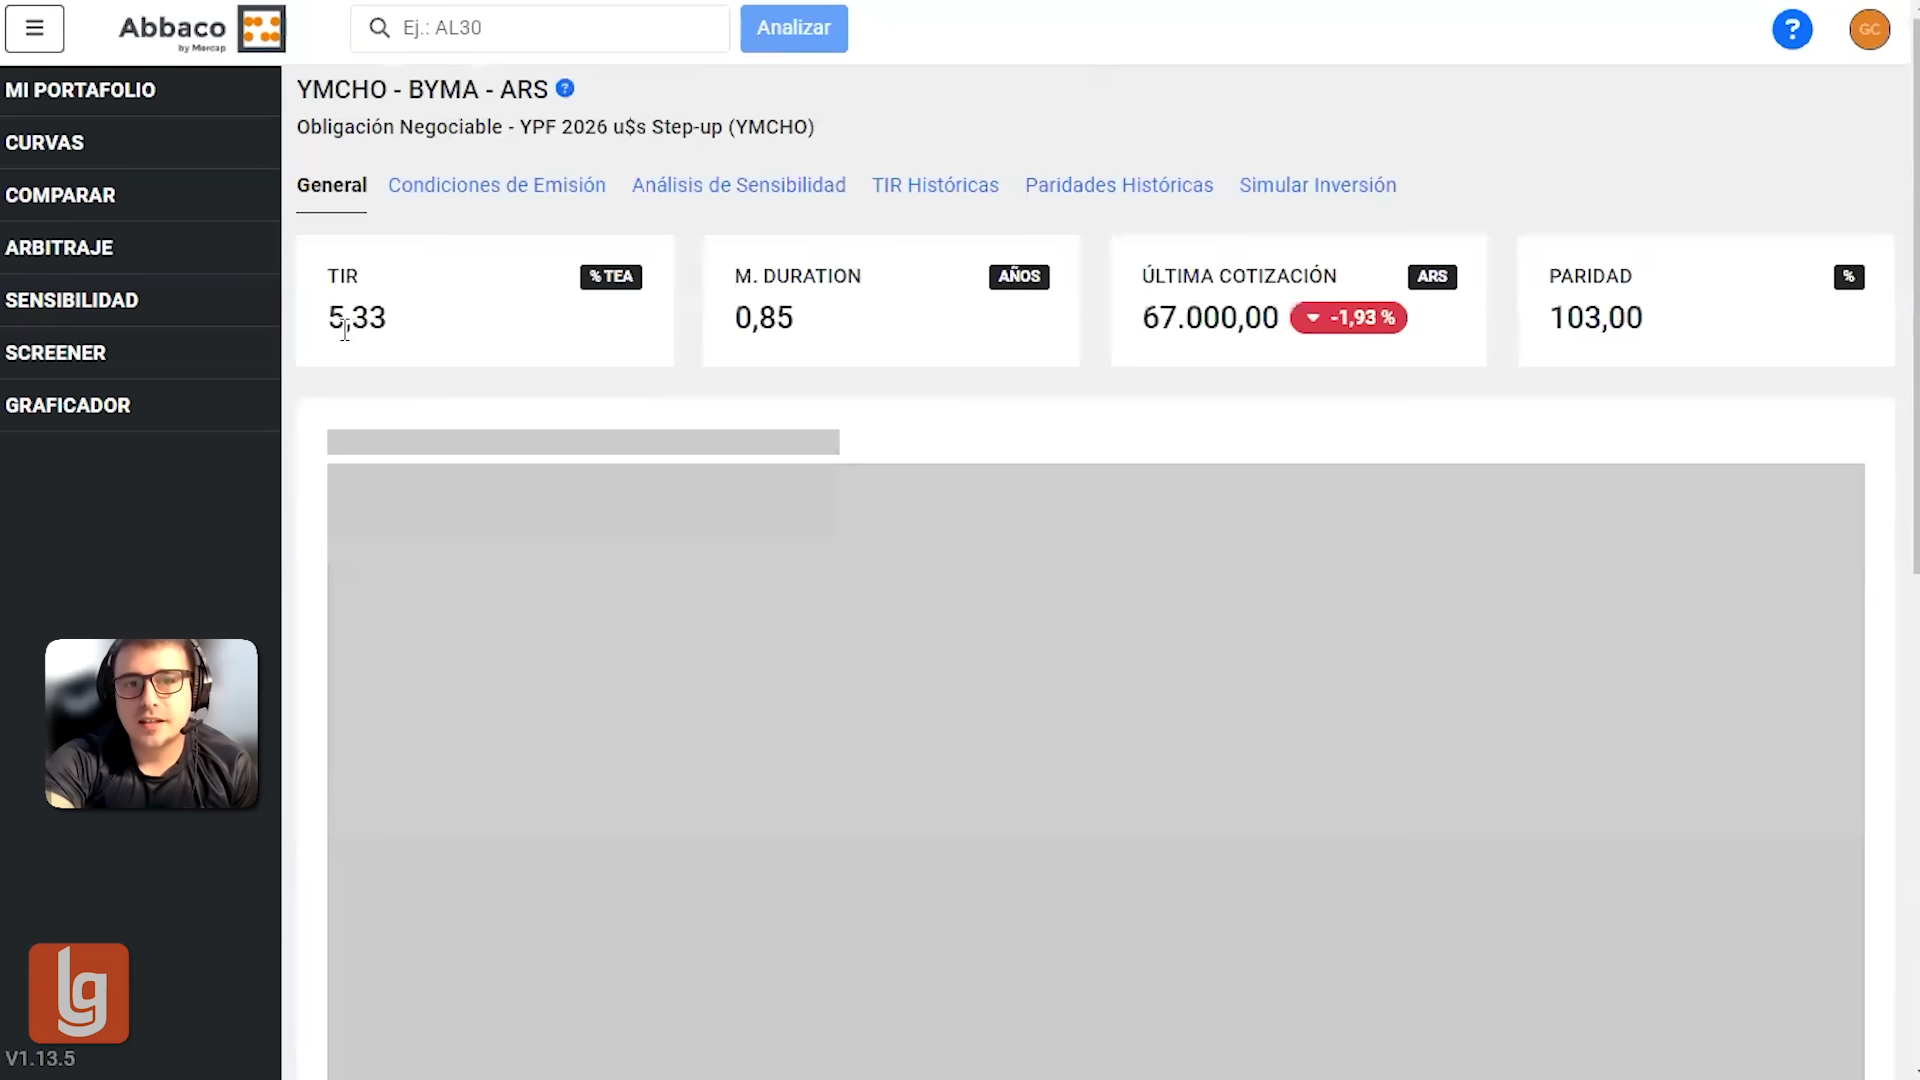 Abbaco
by Mercap
Ej.: AL30
Analizar
?
GC
MI PORTAFOLIO
CURVAS
COMPARAR
ARBITRAJE
SENSIBILIDAD
SCREENER
GRAFICADOR
lg
V1.13.5
YMCHO - BYMA - ARS ?
Obligación Negociable - YPF 2026 u$s Step-up (YMCHO)
General Condiciones de Emisión Análisis de Sensibilidad TIR Históricas Paridades Históricas Simular Inversión
TIR % TEA
5,33
M. DURATION AÑOS
0,85
ÚLTIMA COTIZACIÓN ARS
67.000,00 -1,93 %
PARIDAD %
103,00